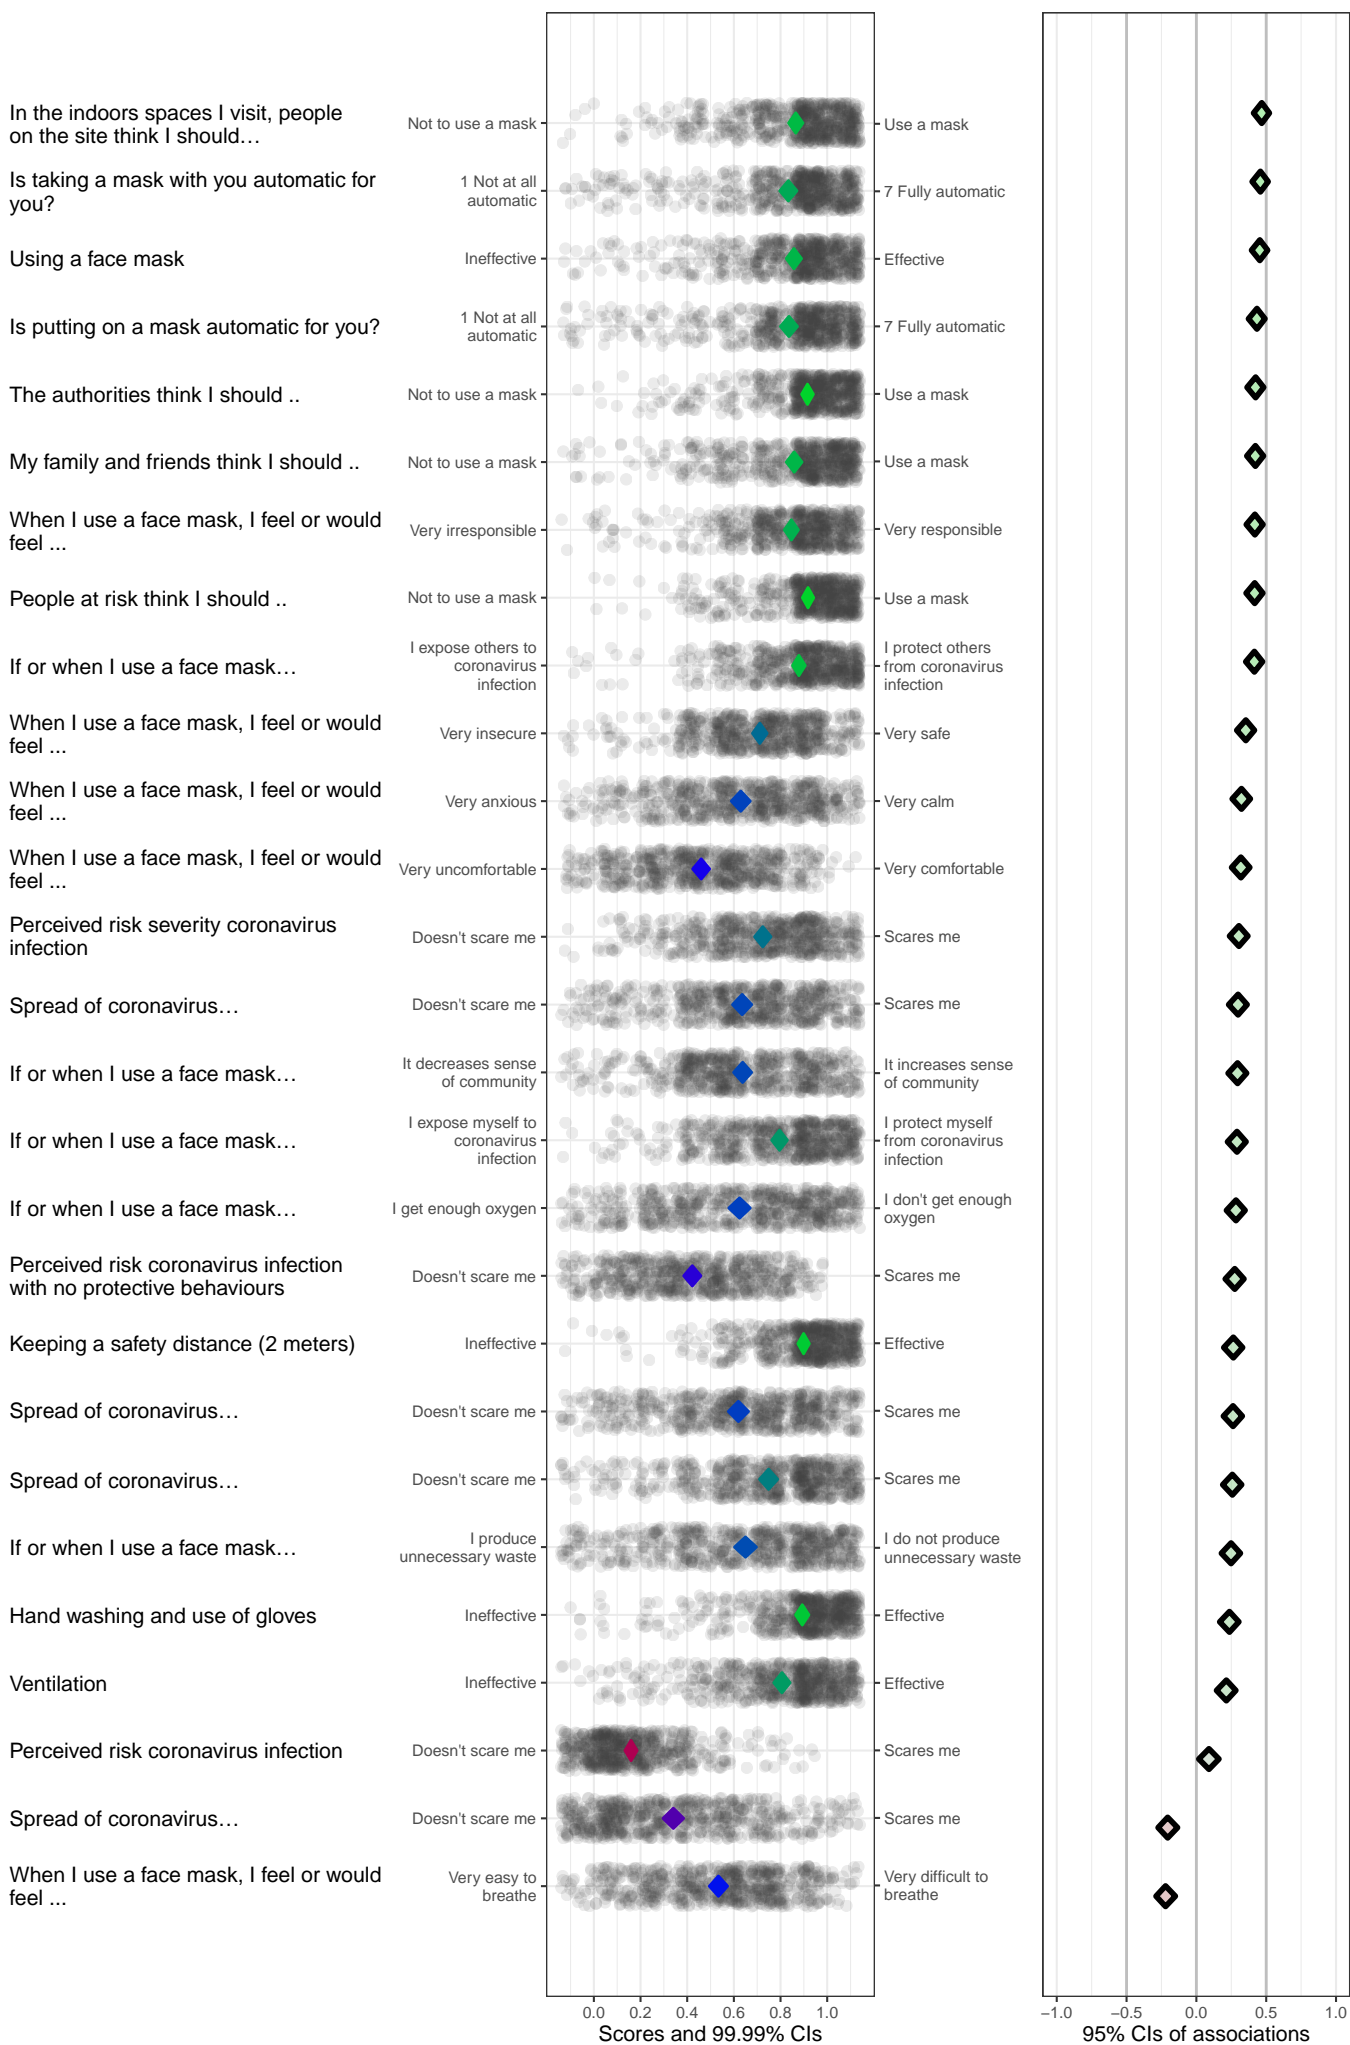 In the indoors spaces I visit, people
on the site think I should…
Not to use a mask
Use a mask
Is taking a mask with you automatic for
you?
1 Not at all
automatic
7 Fully automatic
Using a face mask
Ineffective
Effective
Is putting on a mask automatic for you?
1 Not at all
automatic
7 Fully automatic
The authorities think I should ..
Not to use a mask
Use a mask
My family and friends think I should ..
Not to use a mask
Use a mask
When I use a face mask, I feel or would
feel ...
Very irresponsible
Very responsible
People at risk think I should ..
Not to use a mask
Use a mask
If or when I use a face mask…
I expose others to
coronavirus
infection
I protect others
from coronavirus
infection
When I use a face mask, I feel or would
feel ...
Very insecure
Very safe
When I use a face mask, I feel or would
feel ...
Very anxious
Very calm
When I use a face mask, I feel or would
feel ...
Very uncomfortable
Very comfortable
Perceived risk severity coronavirus
infection
Doesn't scare me
Scares me
Spread of coronavirus…
Doesn't scare me
Scares me
If or when I use a face mask…
It decreases sense
of community
It increases sense
of community
If or when I use a face mask…
I expose myself to
coronavirus
infection
I protect myself
from coronavirus
infection
If or when I use a face mask…
I get enough oxygen
I don't get enough
oxygen
Perceived risk coronavirus infection
with no protective behaviours
Doesn't scare me
Scares me
Keeping a safety distance (2 meters)
Ineffective
Effective
Spread of coronavirus…
Doesn't scare me
Scares me
Spread of coronavirus…
Doesn't scare me
Scares me
If or when I use a face mask…
I produce
unnecessary waste
I do not produce
unnecessary waste
Hand washing and use of gloves
Ineffective
Effective
Ventilation
Ineffective
Effective
Perceived risk coronavirus infection
Doesn't scare me
Scares me
Spread of coronavirus…
Doesn't scare me
Scares me
When I use a face mask, I feel or would
feel ...
Very easy to
breathe
Very difficult to
breathe
0.0 0.2 0.4 0.6 0.8 1.0
Scores and 99.99% CIs
−1.0 −0.5 0.0 0.5 1.0
95% CIs of associations